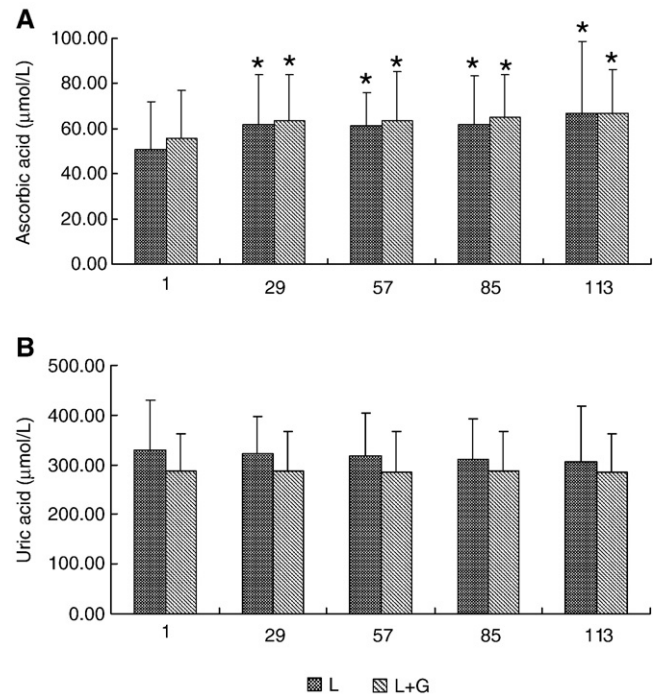 A
Ascorbic acid (μmol/L)
100.00
80.00
60.00
40.00
20.00
0.00
* * * * * * * *
1 29 57 85 113
B
Uric acid (μmol/L)
500.00
400.00
300.00
200.00
100.00
0.00
1 29 57 85 113
L L+G